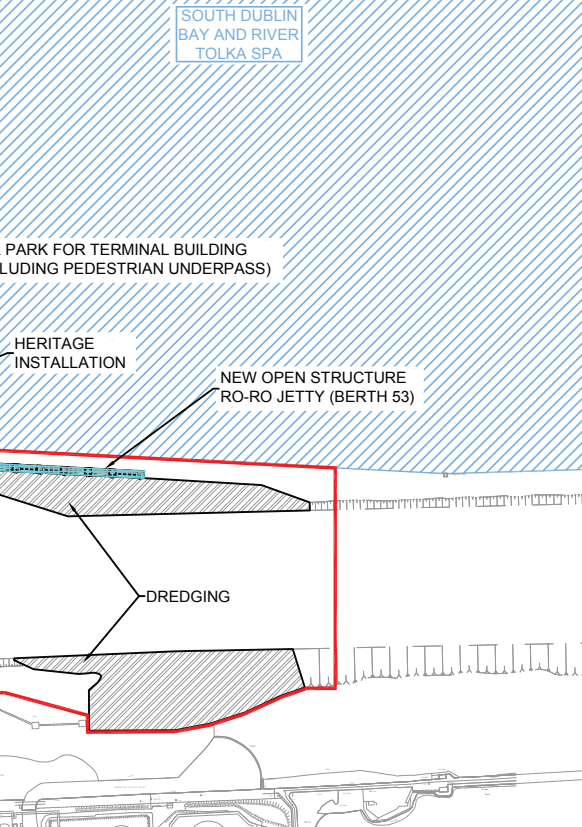 SOUTH DUBLIN
BAY AND RIVER
TOLKA SPA
PARK FOR TERMINAL BUILDING
LUDING PEDESTRIAN UNDERPASS)
HERITAGE
INSTALLATION
NEW OPEN STRUCTURE
RO-RO JETTY (BERTH 53)
DREDGING